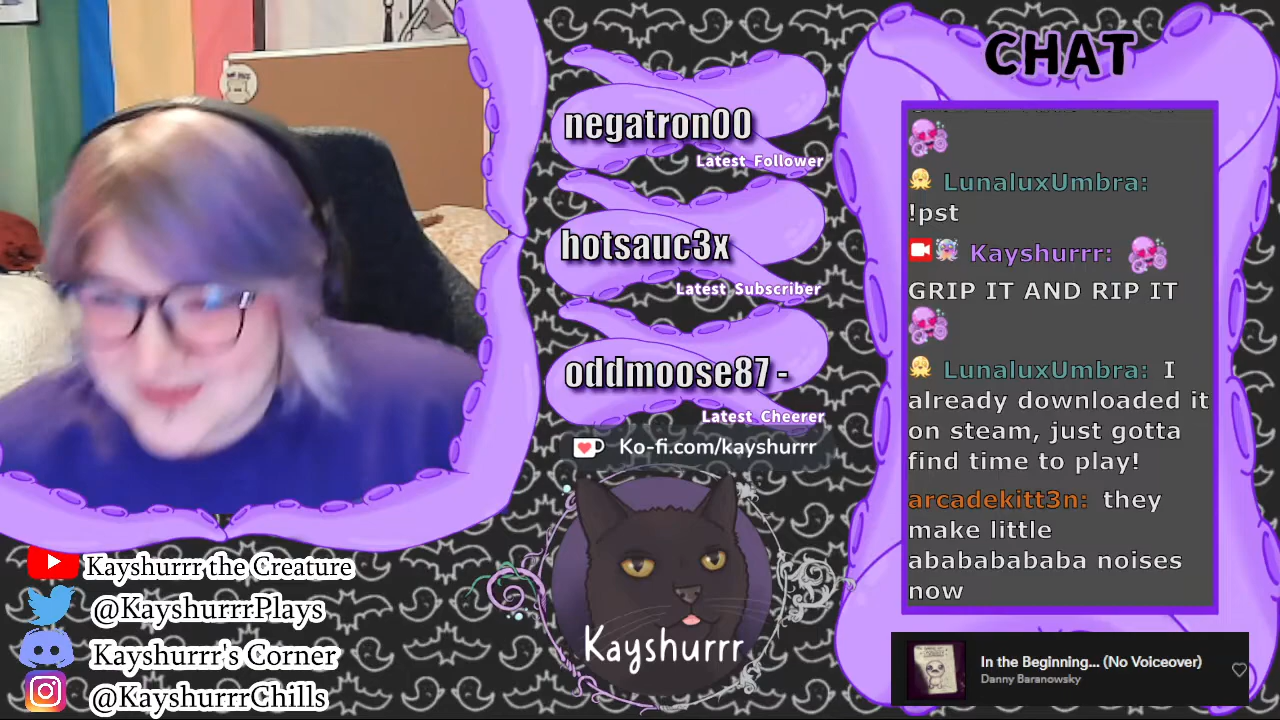 CHAT
negatron00
Latest Follower
hotsauc3x
Latest Subscriber
oddmoose87 -
Latest Cheerer
Ko-fi.com/kayshurrr
Kayshurrr
Kayshurrr the Creature
@KayshurrrPlays
Kayshurrr's Corner
@KayshurrrChills
LunaluxUmbra:
!pst
Kayshurrr:
GRIP IT AND RIP IT
LunaluxUmbra: I
already downloaded it
on steam, just gotta
find time to play!
arcadekitt3n: they
make little
ababababaBa noises
now
In the Beginning... (No Voiceover)
Danny Baranowsky